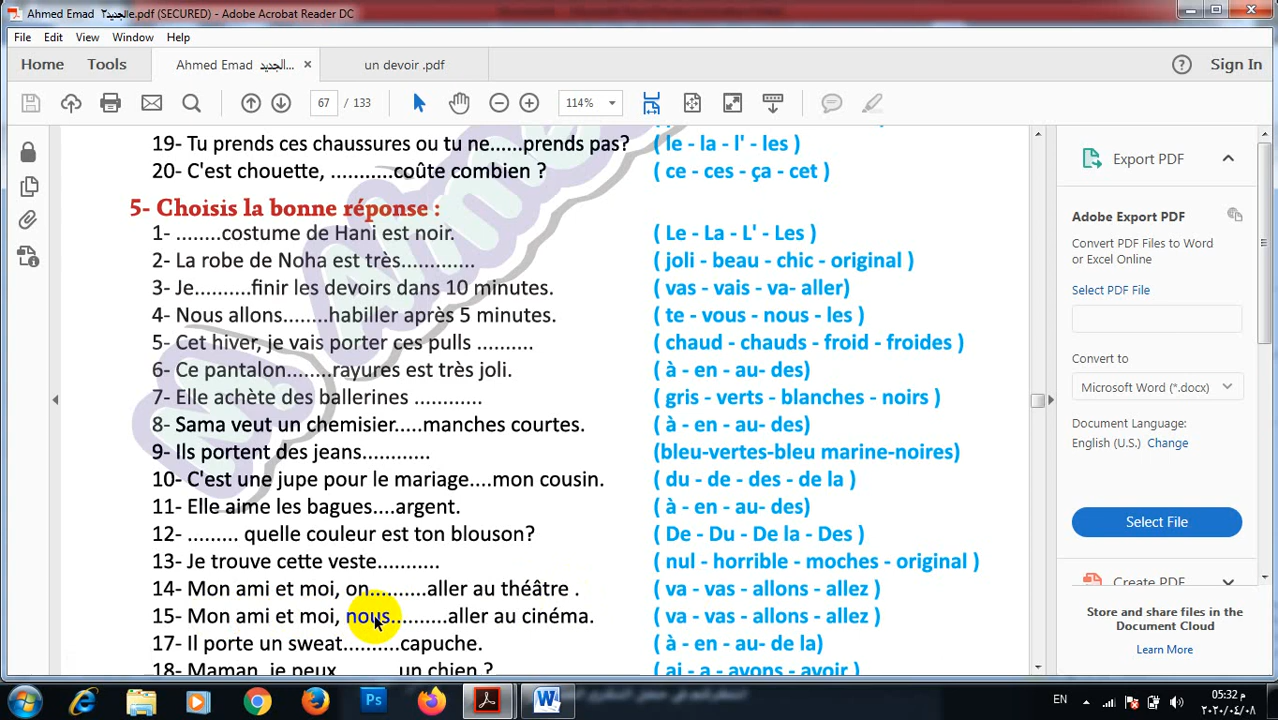 Ahmed Emad الجديد٢e.pdf (SECURED) - Adobe Acrobat Reader DC
File Edit View Window Help
Home Tools Ahmed Emad الجديد... × un devoir .pdf Sign In
67 / 133 114%
19- Tu prends ces chaussures ou tu ne......prends pas? ( le - la - l' - les )
20- C'est chouette, ...........coûte combien ? ( ce - ces - ça - cet )
5- Choisis la bonne réponse :
1- ........costume de Hani est noir. ( Le - La - L' - Les )
2- La robe de Noha est très............. ( joli - beau - chic - original )
3- Je..........finir les devoirs dans 10 minutes. ( vas - vais - va- aller)
4- Nous allons........habiller après 5 minutes. ( te - vous - nous - les )
5- Cet hiver, je vais porter ces pulls .......... ( chaud - chauds - froid - froides )
6- Ce pantalon........rayures est très joli. ( à - en - au- des)
7- Elle achète des ballerines ............ ( gris - verts - blanches - noirs )
8- Sama veut un chemisier.....manches courtes. ( à - en - au- des)
9- Ils portent des jeans............ (bleu-vertes-bleu marine-noires)
10- C'est une jupe pour le mariage....mon cousin. ( du - de - des - de la )
11- Elle aime les bagues....argent. ( à - en - au- des)
12- ......... quelle couleur est ton blouson? ( De - Du - De la - Des )
13- Je trouve cette veste........... ( nul - horrible - moches - original )
14- Mon ami et moi, on..........aller au théâtre . ( va - vas - allons - allez )
15- Mon ami et moi, nous..........aller au cinéma. ( va - vas - allons - allez )
17- Il porte un sweat..........capuche. ( à - en - au- de la)
18- Maman, je peux...........un chien ? ( ai - a - avons - avoir )
Export PDF
Adobe Export PDF
Convert PDF Files to Word
or Excel Online
Select PDF File
Convert to
Microsoft Word (*.docx)
Document Language:
English (U.S.) Change
Select File
Create PDF
Store and share files in the
Document Cloud
Learn More
Ps W EN 05:32 م
٢٠٢٠/٠٤/٠٨